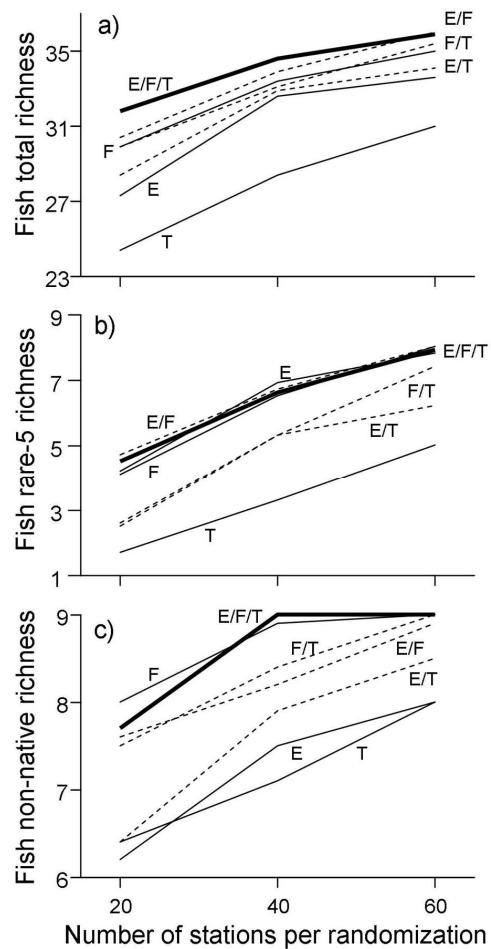 a)
Fish total richness
35
31
27
23
E/F/T
F
E
T
E/F
F/T
E/T
b)
Fish rare-5 richness
9
7
5
3
1
E/F
E
F
T
E/F/T
F/T
E/T
c)
Fish non-native richness
9
8
7
6
E/F/T
F
F/T
E/F
E/T
E
T
20 40 60
Number of stations per randomization